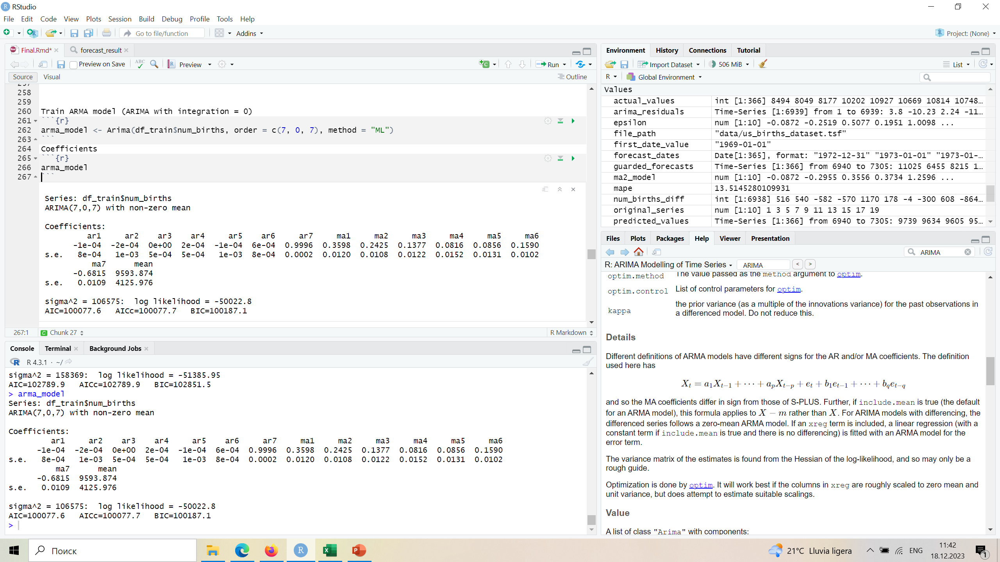 RStudio
File Edit Code View Plots Session Build Debug Profile Tools Help
Go to file/function Addins Project: (None)
Final.Rmd* forecast_result
Preview on Save ABC Preview Run
Source Visual Outline
258
259
260 Train ARMA model (ARIMA with integration = 0)
261 ```{r}
262 arma_model <- Arima(df_train$num_births, order = c(7, 0, 7), method = "ML")
263 ```
264 Coefficients
265 ```{r}
266 arma_model
267 ```
Series: df_train$num_births
ARIMA(7,0,7) with non-zero mean
Coefficients:
ar1 ar2 ar3 ar4 ar5 ar6 ar7 ma1 ma2 ma3 ma4 ma5 ma6
-1e-04 -2e-04 0e+00 2e-04 -1e-04 6e-04 0.9996 0.3598 0.2425 0.1377 0.0816 0.0856 0.1590
s.e. 8e-04 1e-03 5e-04 5e-04 1e-03 8e-04 0.0002 0.0120 0.0108 0.0122 0.0152 0.0131 0.0102
ma7 mean
-0.6815 9593.874
s.e. 0.0109 4125.976
sigma^2 = 106575: log likelihood = -50022.8
AIC=100077.6 AICc=100077.7 BIC=100187.1
267:1 Chunk 27 R Markdown
Console Terminal Background Jobs
R 4.3.1 · ~/
sigma^2 = 158369: log likelihood = -51385.95
AIC=102789.9 AICc=102789.9 BIC=102851.5
> arma_model
Series: df_train$num_births
ARIMA(7,0,7) with non-zero mean
Coefficients:
ar1 ar2 ar3 ar4 ar5 ar6 ar7 ma1 ma2 ma3 ma4 ma5 ma6
-1e-04 -2e-04 0e+00 2e-04 -1e-04 6e-04 0.9996 0.3598 0.2425 0.1377 0.0816 0.0856 0.1590
s.e. 8e-04 1e-03 5e-04 5e-04 1e-03 8e-04 0.0002 0.0120 0.0108 0.0122 0.0152 0.0131 0.0102
ma7 mean
-0.6815 9593.874
s.e. 0.0109 4125.976
sigma^2 = 106575: log likelihood = -50022.8
AIC=100077.6 AICc=100077.7 BIC=100187.1
>
Environment History Connections Tutorial
Import Dataset 506 MiB List
R Global Environment
Values
actual_values int [1:366] 8494 8049 8177 10202 10927 10669 10814 10748…
arima_residuals Time-Series [1:6939] from 1 to 6939: 3.8 -10.23 2.24 -11…
epsilon num [1:10] -0.0872 -0.2519 0.5077 0.1951 1.0098 ...
file_path "data/us_births_dataset.tsf"
first_date_value "1969-01-01"
forecast_dates Date[1:365], format: "1972-12-31" "1973-01-01" "1973-01-…
guarded_forecasts Time-Series [1:366] from 6940 to 7305: 11025 6455 8215 1…
ma2_model num [1:10] -0.0872 -0.2955 0.3556 0.3734 1.2596 ...
mape 13.5145280109931
num_births_diff int [1:6938] 516 540 -582 -570 1170 178 -4 -300 608 -864…
original_series num [1:10] 1 3 5 7 9 11 13 15 17 19
predicted_values Time-Series [1:366] from 6940 to 7305: 9739 9634 9605 95…
Files Plots Packages Help Viewer Presentation
ARIMA
R: ARIMA Modelling of Time Series ARIMA < >
optim.method The value passed as the method argument to optim.
optim.control List of control parameters for optim.
kappa the prior variance (as a multiple of the innovations variance) for the past observations in
a differenced model. Do not reduce this.
Details
Different definitions of ARMA models have different signs for the AR and/or MA coefficients. The definition
used here has
X_t = a_1X_{t−1} + ⋯ + a_pX_{t−p} + e_t + b_1e_{t−1} + ⋯ + b_qe_{t−q}
and so the MA coefficients differ in sign from those of S-PLUS. Further, if include.mean is true (the default
for an ARMA model), this formula applies to X − m rather than X. For ARIMA models with differencing, the
differenced series follows a zero-mean ARMA model. If an xreg term is included, a linear regression (with a
constant term if include.mean is true and there is no differencing) is fitted with an ARMA model for the
error term.
The variance matrix of the estimates is found from the Hessian of the log-likelihood, and so may only be a
rough guide.
Optimization is done by optim. It will work best if the columns in xreg are roughly scaled to zero mean and
unit variance, but does attempt to estimate suitable scalings.
Value
A list of class "Arima" with components:
Поиск
21°C Lluvia ligera ENG 11:42
18.12.2023
1